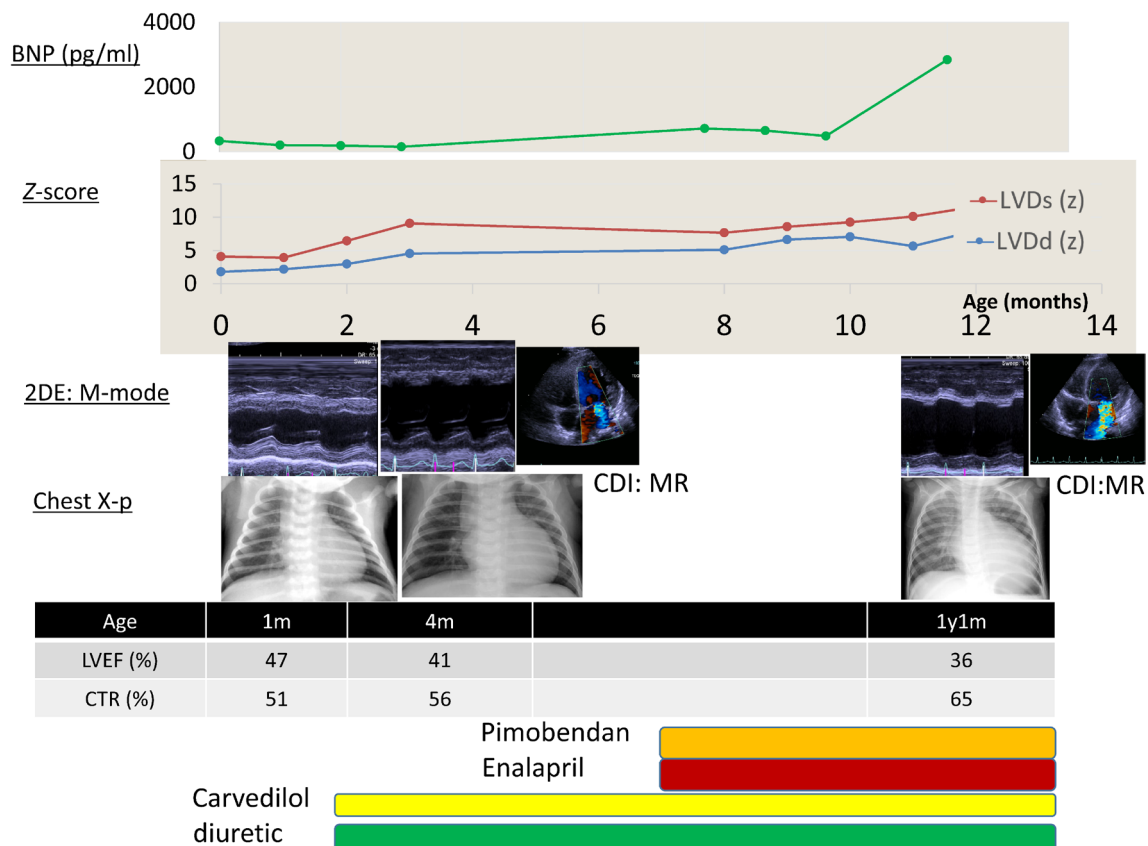 4000
BNP (pg/ml)
2000
0
Z-score
15
10
5
0
LVDs (z)
LVDd (z)
Age (months)
0 2 4 6 8 10 12 14
2DE: M-mode
CDI: MR
CDI:MR
Chest X-p
Age 1m 4m 1y1m
LVEF (%) 47 41 36
CTR (%) 51 56 65
Pimobendan
Enalapril
Carvedilol
diuretic